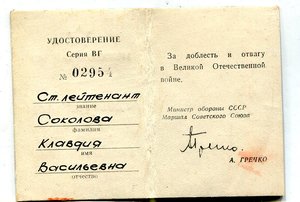 УДОСТОВЕРЕНИЕ
Серия ВГ
№ 02954
Ст. лейтенант
звание
Соколова
фамилия
Клавдия
имя
Васильевна
отчество
За доблесть и отвагу
в Великой Отечественной
войне.
Министр обороны СССР
Маршал Советского Союза
Гречко.
А. ГРЕЧКО